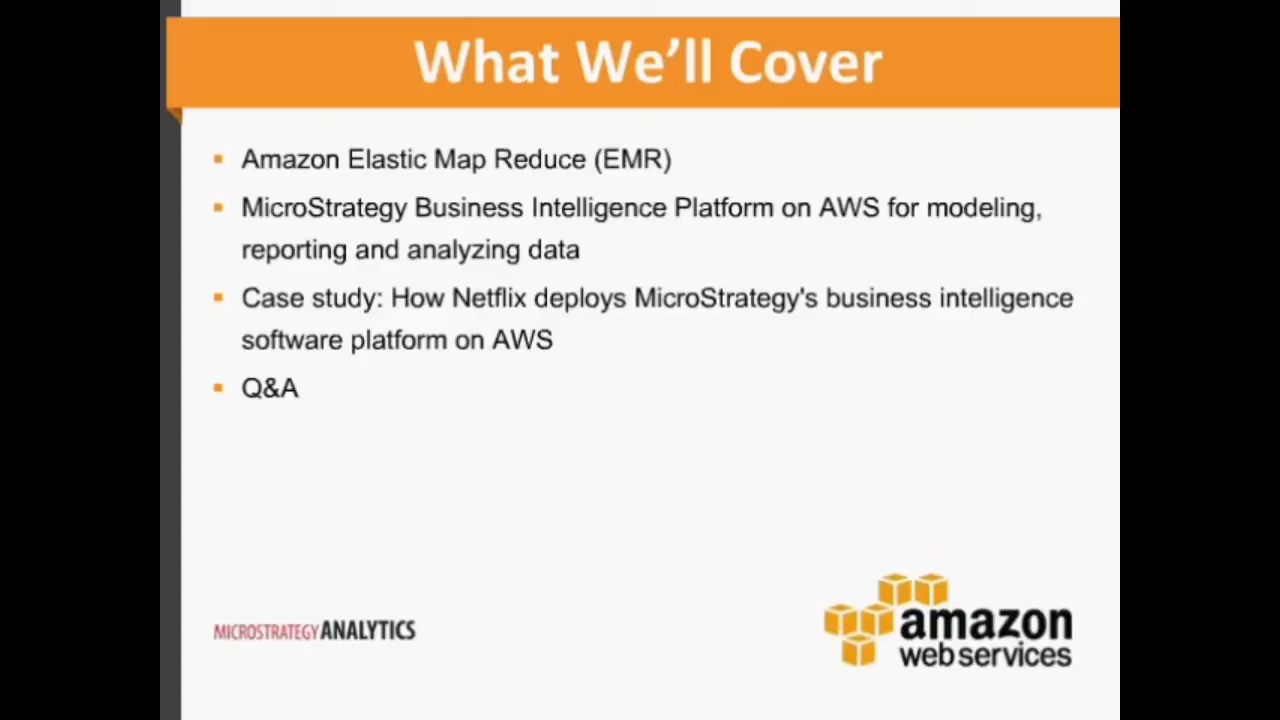 What We’ll Cover
Amazon Elastic Map Reduce (EMR)
MicroStrategy Business Intelligence Platform on AWS for modeling,
reporting and analyzing data
Case study: How Netflix deploys MicroStrategy's business intelligence
software platform on AWS
Q&A
MICROSTRATEGY ANALYTICS
amazon
web services